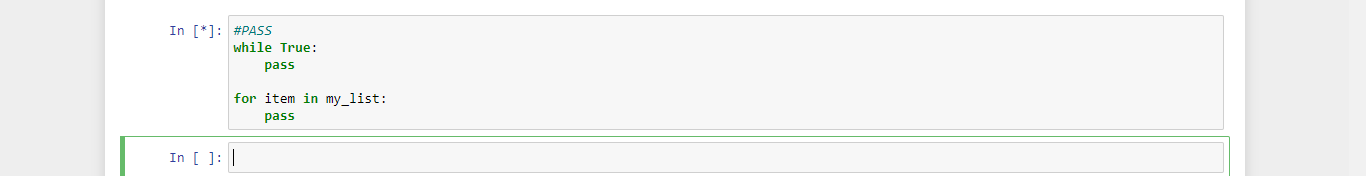 In [*]: #PASS
while True:
    pass

for item in my_list:
    pass
In [ ]: